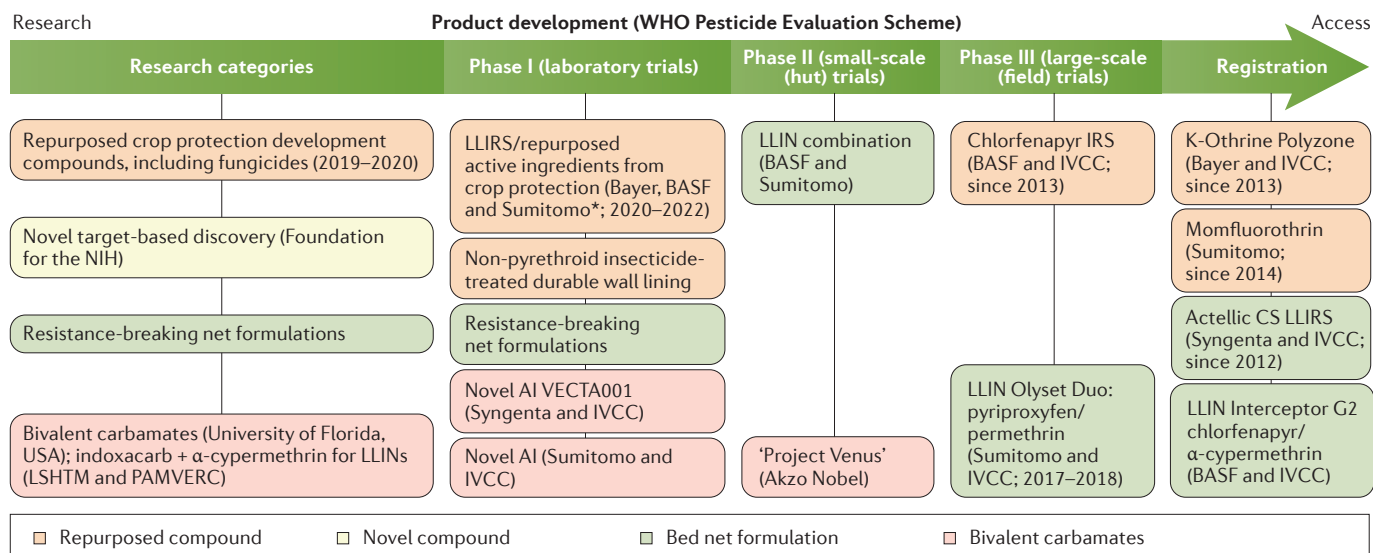 Research
Product development (WHO Pesticide Evaluation Scheme)
Access
Research categories
Phase I (laboratory trials)
Phase II (small-scale
(hut) trials)
Phase III (large-scale
(field) trials)
Registration
Repurposed crop protection development
compounds, including fungicides (2019–2020)
Novel target-based discovery (Foundation
for the NIH)
Resistance-breaking net formulations
Bivalent carbamates (University of Florida,
USA); indoxacarb + α-cypermethrin for LLINs
(LSHTM and PAMVERC)
LLIRS/repurposed
active ingredients from
crop protection (Bayer, BASF
and Sumitomo*; 2020–2022)
Non-pyrethroid insecticide-
treated durable wall lining
Resistance-breaking
net formulations
Novel AI VECTA001
(Syngenta and IVCC)
Novel AI (Sumitomo and
IVCC)
LLIN combination
(BASF and
Sumitomo)
‘Project Venus’
(Akzo Nobel)
Chlorfenapyr IRS
(BASF and IVCC;
since 2013)
LLIN Olyset Duo:
pyriproxyfen/
permethrin
(Sumitomo and
IVCC; 2017–2018)
K-Othrine Polyzone
(Bayer and IVCC;
since 2013)
Momfluorothrin
(Sumitomo;
since 2014)
Actellic CS LLIRS
(Syngenta and IVCC;
since 2012)
LLIN Interceptor G2
chlorfenapyr/
α-cypermethrin
(BASF and IVCC)
Repurposed compound
Novel compound
Bed net formulation
Bivalent carbamates